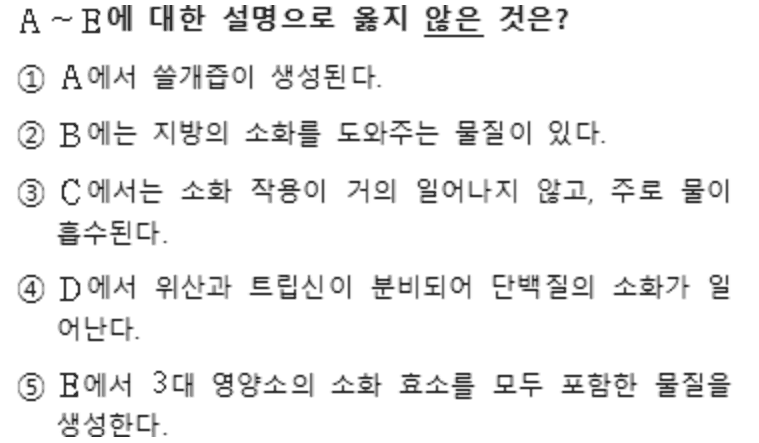 A ~ E에 대한 설명으로 옳지 않은 것은?
① A에서 쓸개즙이 생성된다.
② B에는 지방의 소화를 도와주는 물질이 있다.
③ C에서는 소화 작용이 거의 일어나지 않고, 주로 물이
흡수된다.
④ D에서 위산과 트립신이 분비되어 단백질의 소화가 일
어난다.
⑤ E에서 3대 영양소의 소화 효소를 모두 포함한 물질을
생성한다.